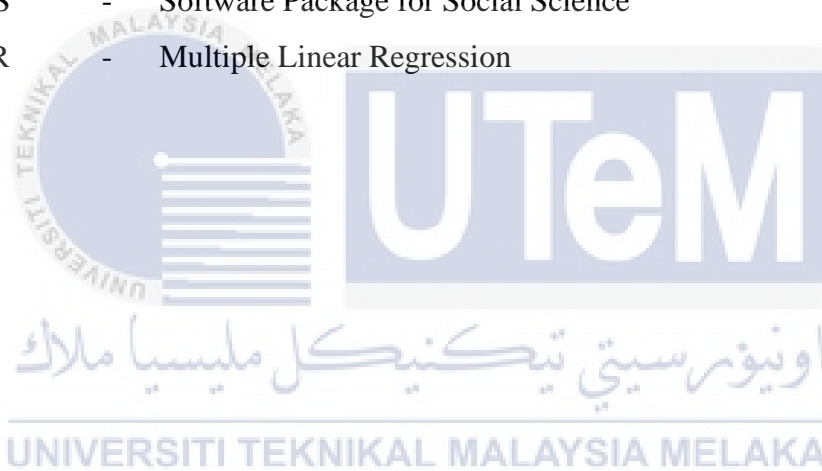 S - Software Package for Social Science
R - Multiple Linear Regression
UNIVERSITI TEKNIKAL MALAYSIA MELAKA
UTeM
اونيۏرسيتي تيكنيكل مليسيا ملاك
UNIVERSITI TEKNIKAL MALAYSIA MELAKA